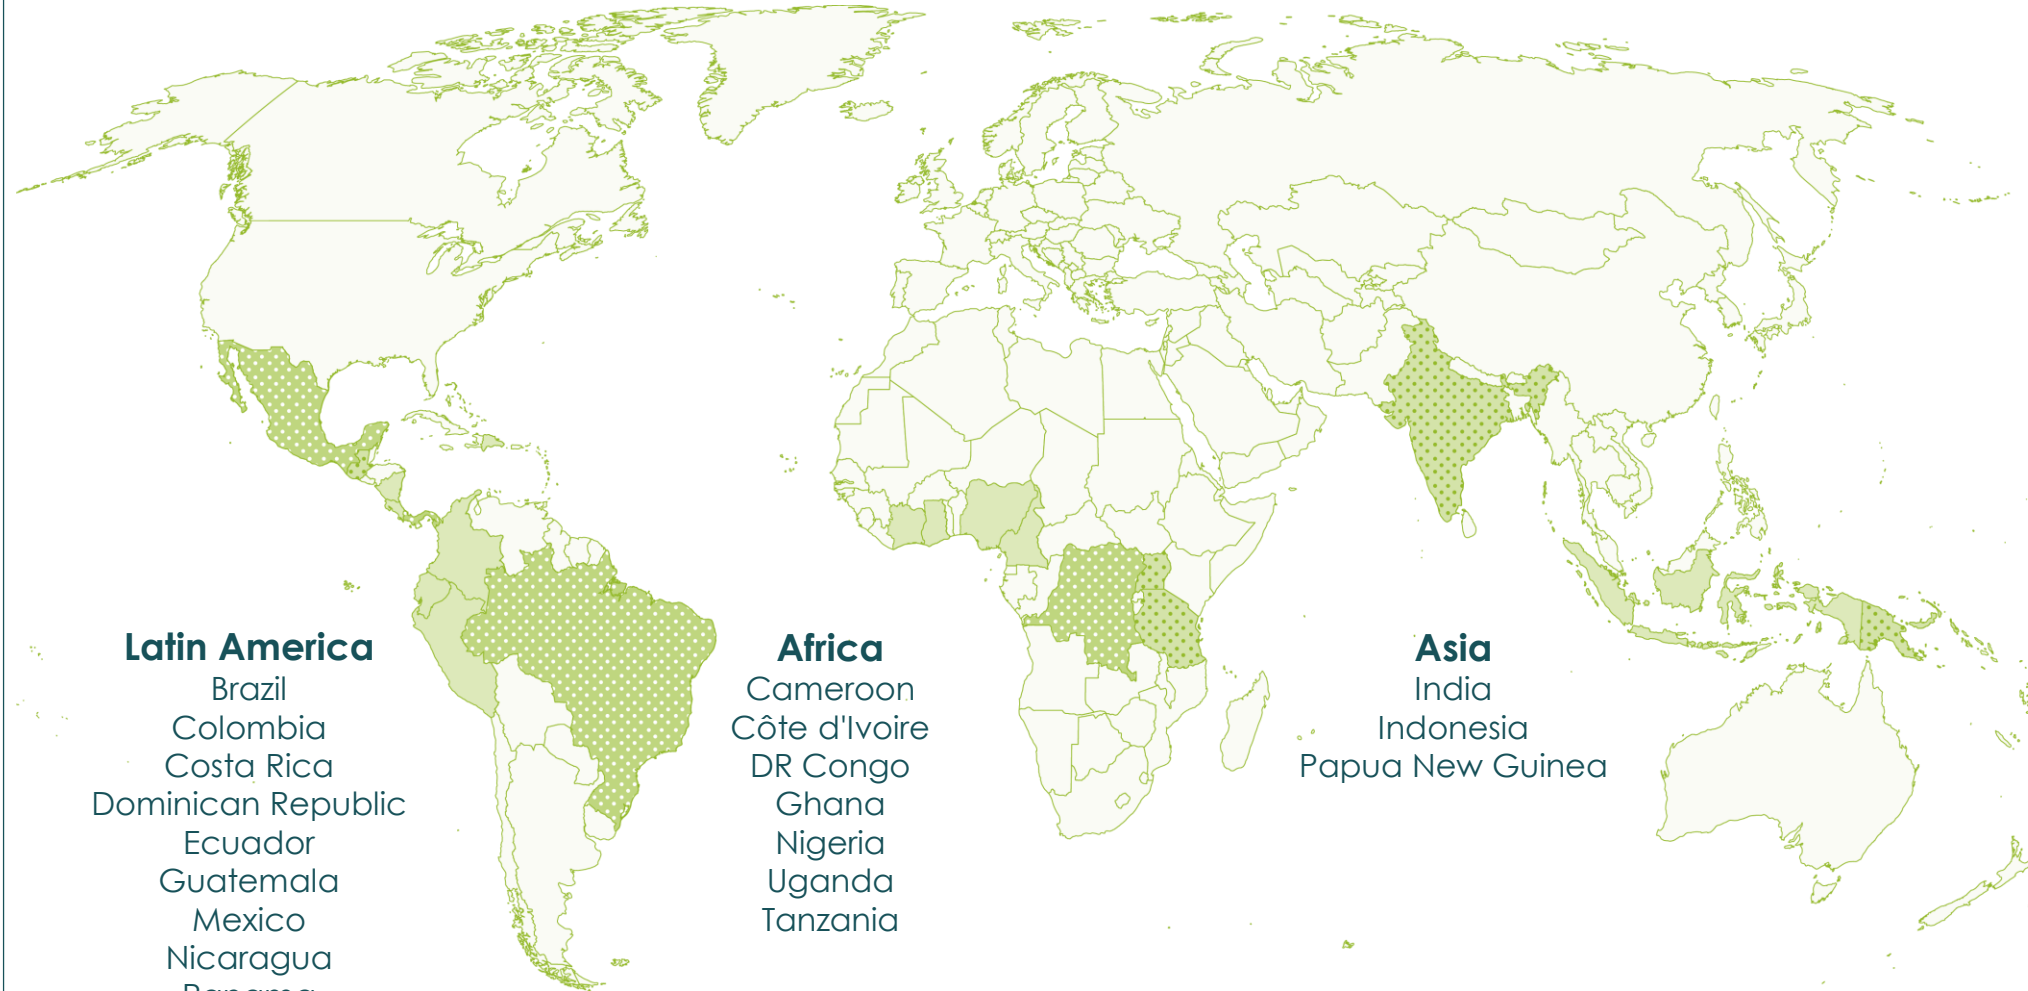 Latin America
Brazil
Colombia
Costa Rica
Dominican Republic
Ecuador
Guatemala
Mexico
Nicaragua
Panama
Africa
Cameroon
Côte d'Ivoire
DR Congo
Ghana
Nigeria
Uganda
Tanzania
Asia
India
Indonesia
Papua New Guinea